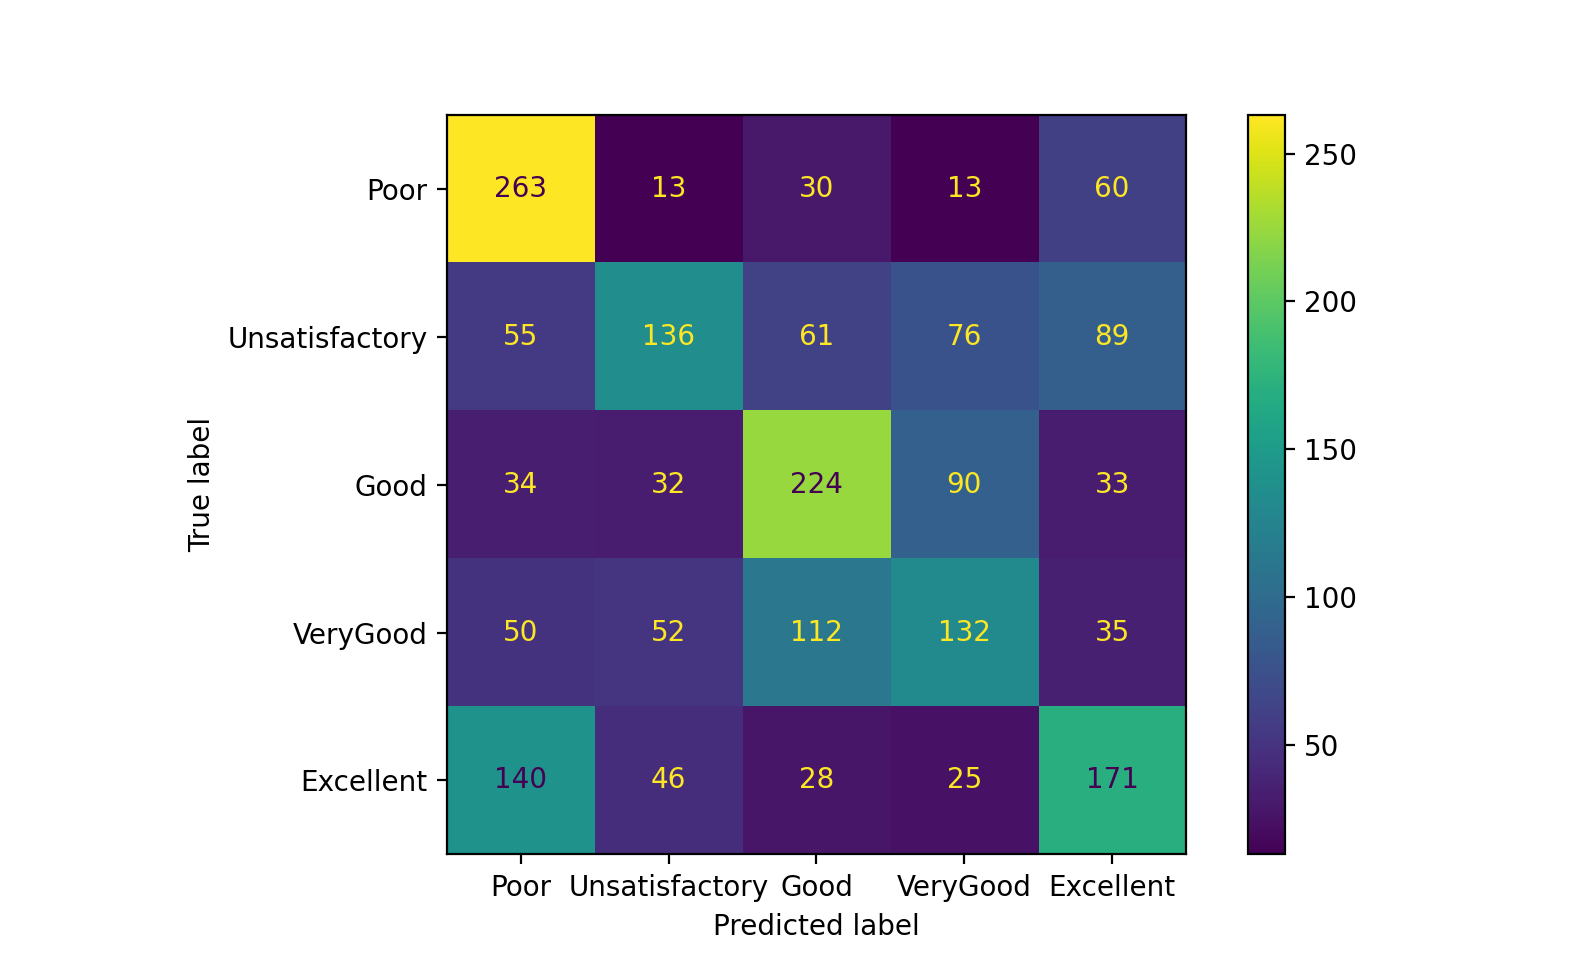 Poor 263 13 30 13 60
Unsatisfactory 55 136 61 76 89
Good 34 32 224 90 33
VeryGood 50 52 112 132 35
Excellent 140 46 28 25 171
Poor Unsatisfactory Good VeryGood Excellent
Predicted label
True label
250
200
150
100
50